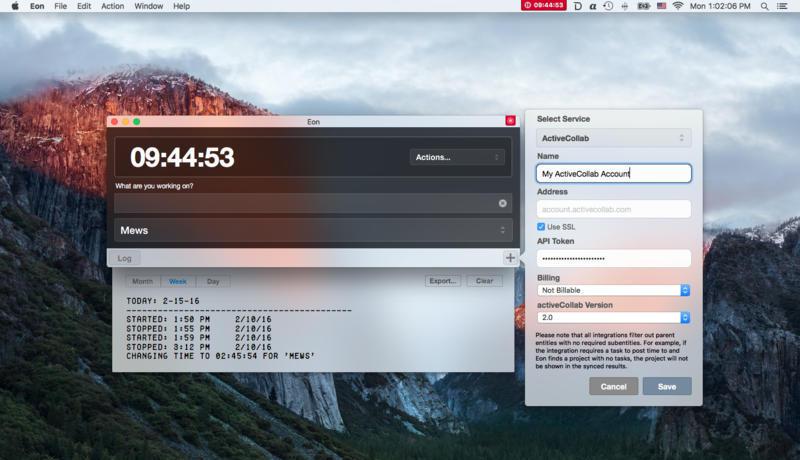 Eon File Edit Action Window Help 09:44:53 Mon 1:02:06 PM
Eon
09:44:53
Actions...
What are you working on?
Mews
Log
Month Week Day Export... Clear
TODAY: 2-15-16
--------------------------------------------------
STARTED: 1:50 PM 2/10/16
STOPPED: 1:55 PM 2/10/16
STARTED: 1:59 PM 2/10/16
STOPPED: 3:12 PM 2/10/16
CHANGING TIME TO 02:45:54 FOR 'MEWS'
Select Service
ActiveCollab
Name
My ActiveCollab Account
Address
account.activecollab.com
Use SSL
API Token
••••••••••••••••••••••••
Billing
Not Billable
activeCollab Version
2.0
Please note that all integrations filter out parent
entities with no required subentities. For example, if
the integration requires a task to post time to and
Eon finds a project with no tasks, the project will
not be shown in the synced results.
Cancel Save